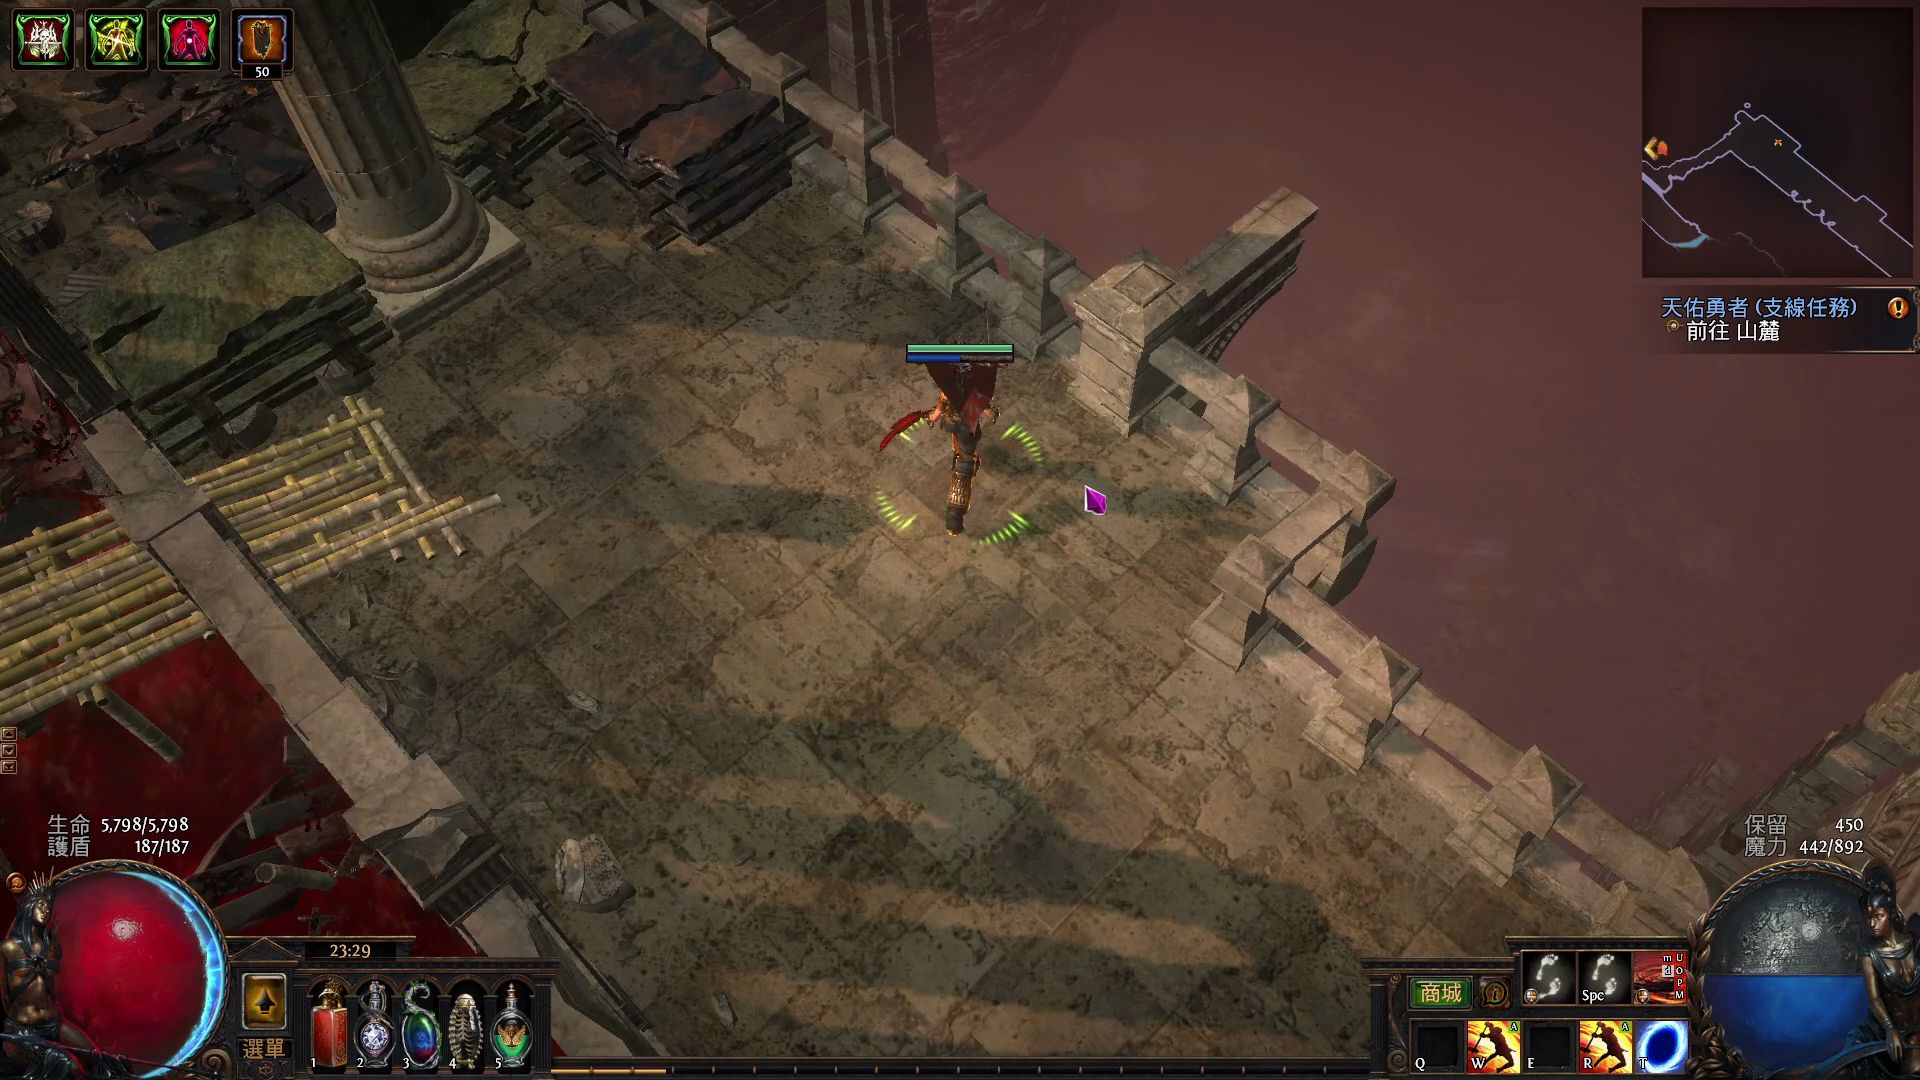 50
天佑勇者 (支線任務)
前往 山麓
生命 5,798/5,798
護盾 187/187
保留 450
魔力 442/892
23:29
選單
1 2 3 4 5
商城
Spc
m U
d O
P
M
Q W E R T
A A